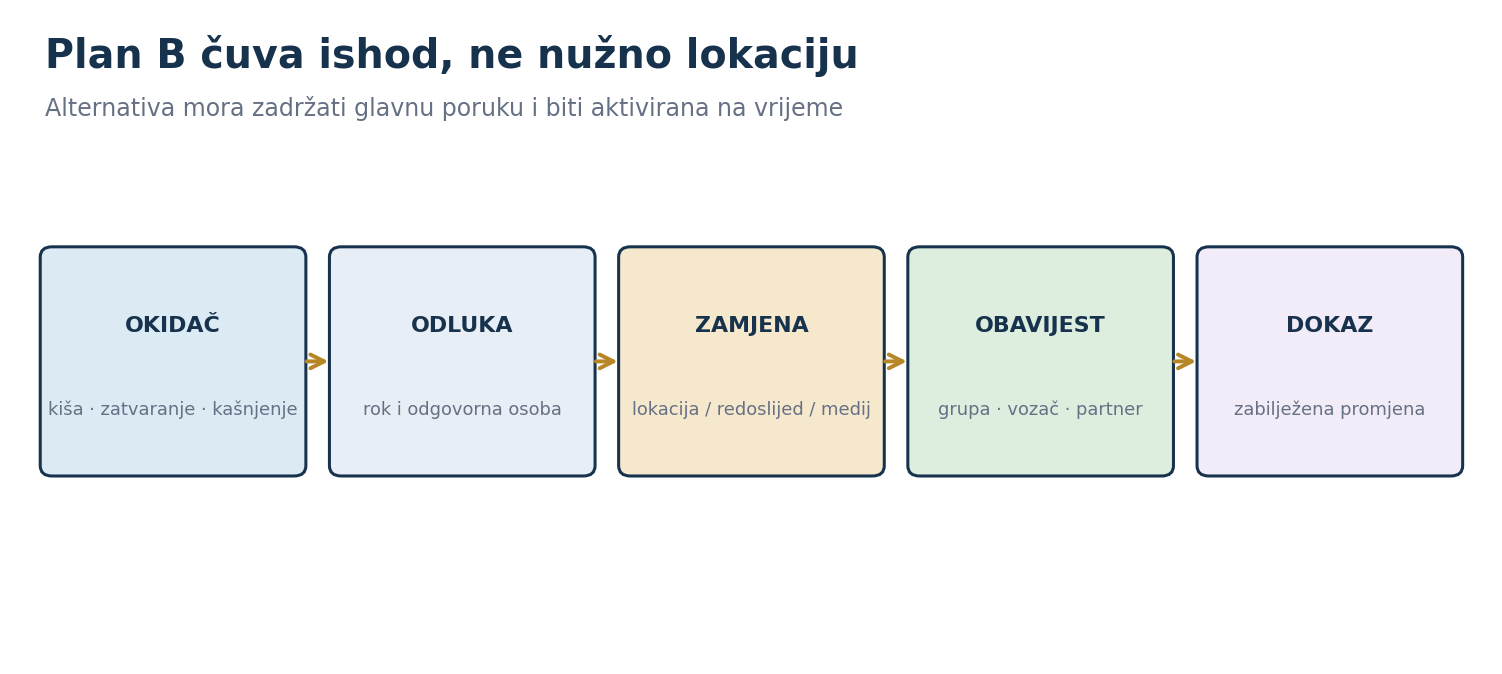 Plan B čuva ishod, ne nužno lokaciju
Alternativa mora zadržati glavnu poruku i biti aktivirana na vrijeme
OKIDAČ
kiša · zatvaranje · kašnjenje
ODLUKA
rok i odgovorna osoba
ZAMJENA
lokacija / redoslijed / medij
OBAVIJEST
grupa · vozač · partner
DOKAZ
zabilježena promjena